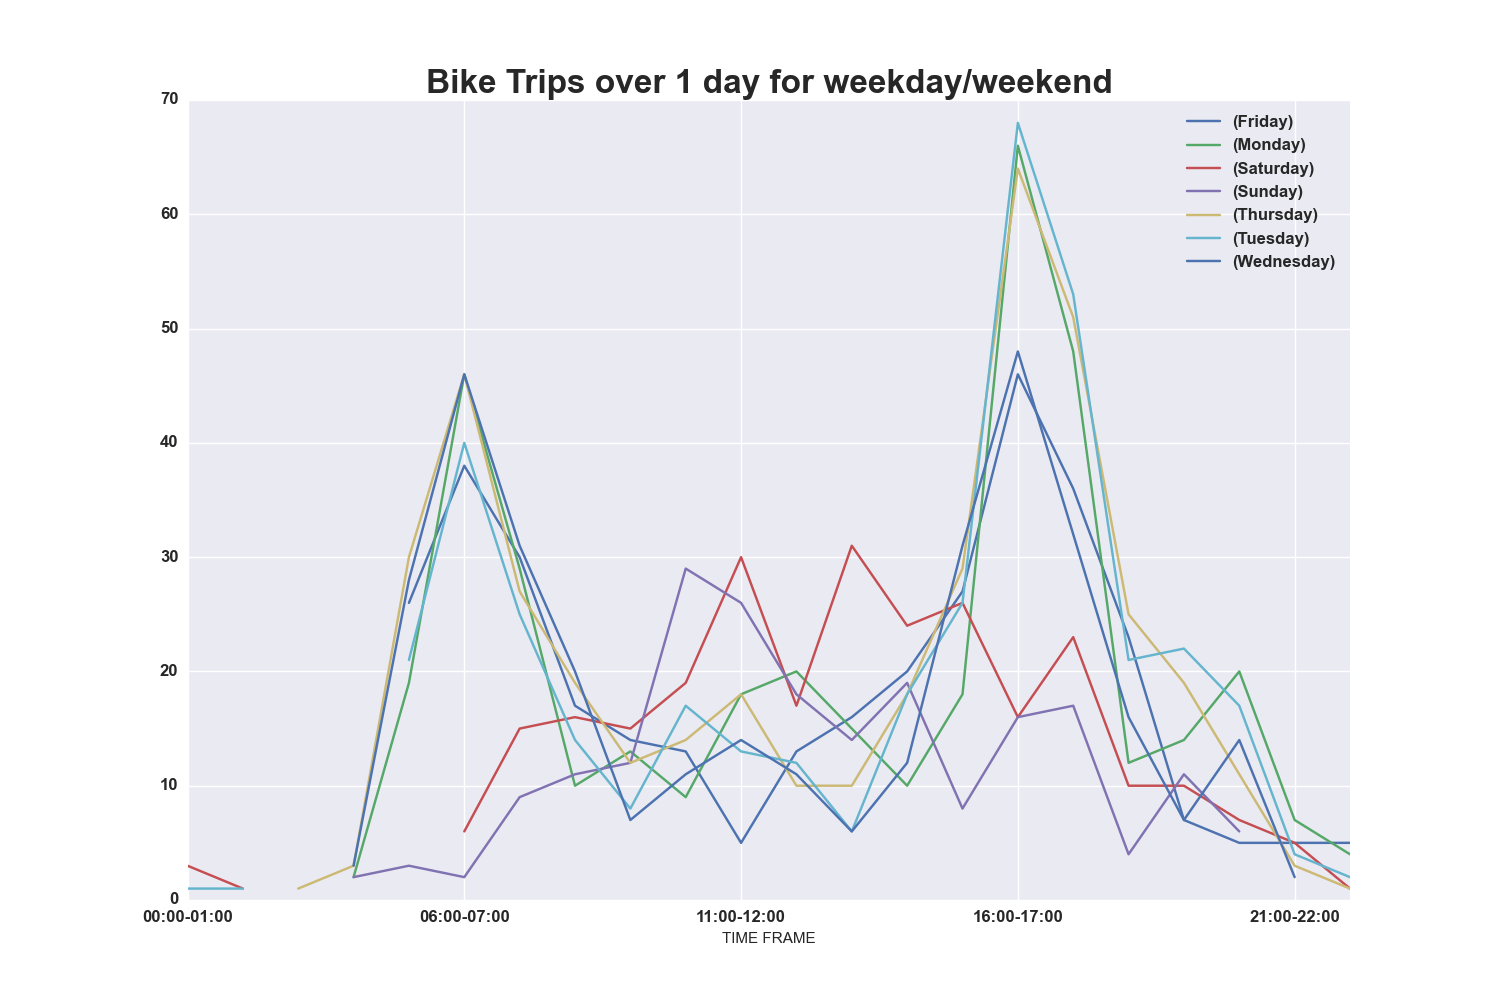 Bike Trips over 1 day for weekday/weekend
70
60
50
40
30
20
10
0
(Friday)
(Monday)
(Saturday)
(Sunday)
(Thursday)
(Tuesday)
(Wednesday)
00:00-01:00 06:00-07:00 11:00-12:00 16:00-17:00 21:00-22:00
TIME FRAME